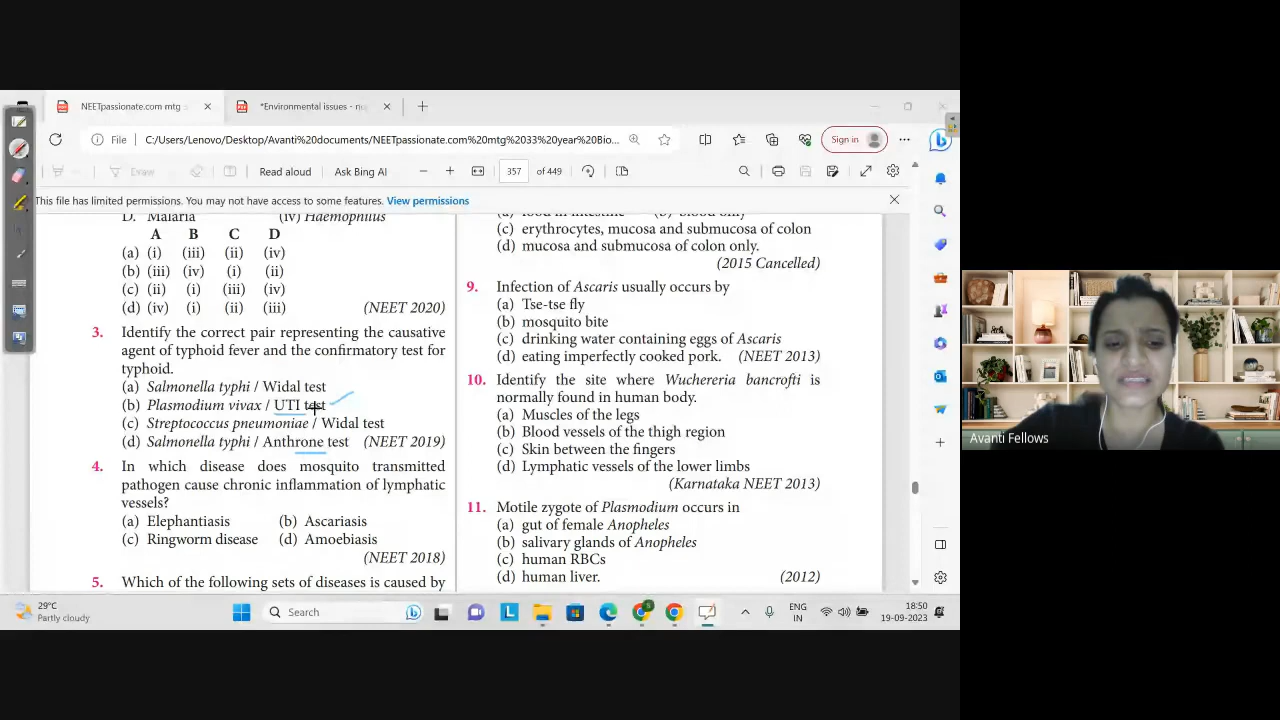 NEETpassionate.com mtg
*Environmental issues - n
File
C:/Users/Lenovo/Desktop/Avanti%20documents/NEETpassionate.com%20mtg%2033%20year%20Bio...
Sign in
Draw
Read aloud
Ask Bing AI
357 of 449
This file has limited permissions. You may not have access to some features. View permissions
D. Malaria (iv) Haemophilus
A B C D
(a) (i) (iii) (ii) (iv)
(b) (iii) (iv) (i) (ii)
(c) (ii) (i) (iii) (iv)
(d) (iv) (i) (ii) (iii) (NEET 2020)
3. Identify the correct pair representing the causative
agent of typhoid fever and the confirmatory test for
typhoid.
(a) Salmonella typhi / Widal test
(b) Plasmodium vivax / UTI test
(c) Streptococcus pneumoniae / Widal test
(d) Salmonella typhi / Anthrone test (NEET 2019)
4. In which disease does mosquito transmitted
pathogen cause chronic inflammation of lymphatic
vessels?
(a) Elephantiasis (b) Ascariasis
(c) Ringworm disease (d) Amoebiasis
(NEET 2018)
5. Which of the following sets of diseases is caused by
(a) food in intestine (b) blood only
(c) erythrocytes, mucosa and submucosa of colon
(d) mucosa and submucosa of colon only.
(2015 Cancelled)
9. Infection of Ascaris usually occurs by
(a) Tse-tse fly
(b) mosquito bite
(c) drinking water containing eggs of Ascaris
(d) eating imperfectly cooked pork. (NEET 2013)
10. Identify the site where Wuchereria bancrofti is
normally found in human body.
(a) Muscles of the legs
(b) Blood vessels of the thigh region
(c) Skin between the fingers
(d) Lymphatic vessels of the lower limbs
(Karnataka NEET 2013)
11. Motile zygote of Plasmodium occurs in
(a) gut of female Anopheles
(b) salivary glands of Anopheles
(c) human RBCs
(d) human liver. (2012)
Avanti Fellows
29°C
Partly cloudy
Search
ENG
IN
18:50
19-09-2023